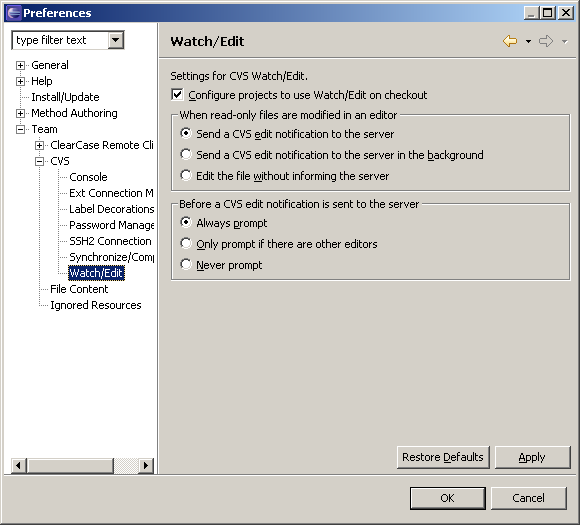 Preferences
type filter text
General
Help
Install/Update
Method Authoring
Team
ClearCase Remote Cli
CVS
Console
Ext Connection M
Label Decorations
Password Manage
SSH2 Connection
Synchronize/Comp
Watch/Edit
File Content
Ignored Resources
Watch/Edit
Settings for CVS Watch/Edit.
Configure projects to use Watch/Edit on checkout
When read-only files are modified in an editor
Send a CVS edit notification to the server
Send a CVS edit notification to the server in the background
Edit the file without informing the server
Before a CVS edit notification is sent to the server
Always prompt
Only prompt if there are other editors
Never prompt
Restore Defaults
Apply
OK
Cancel